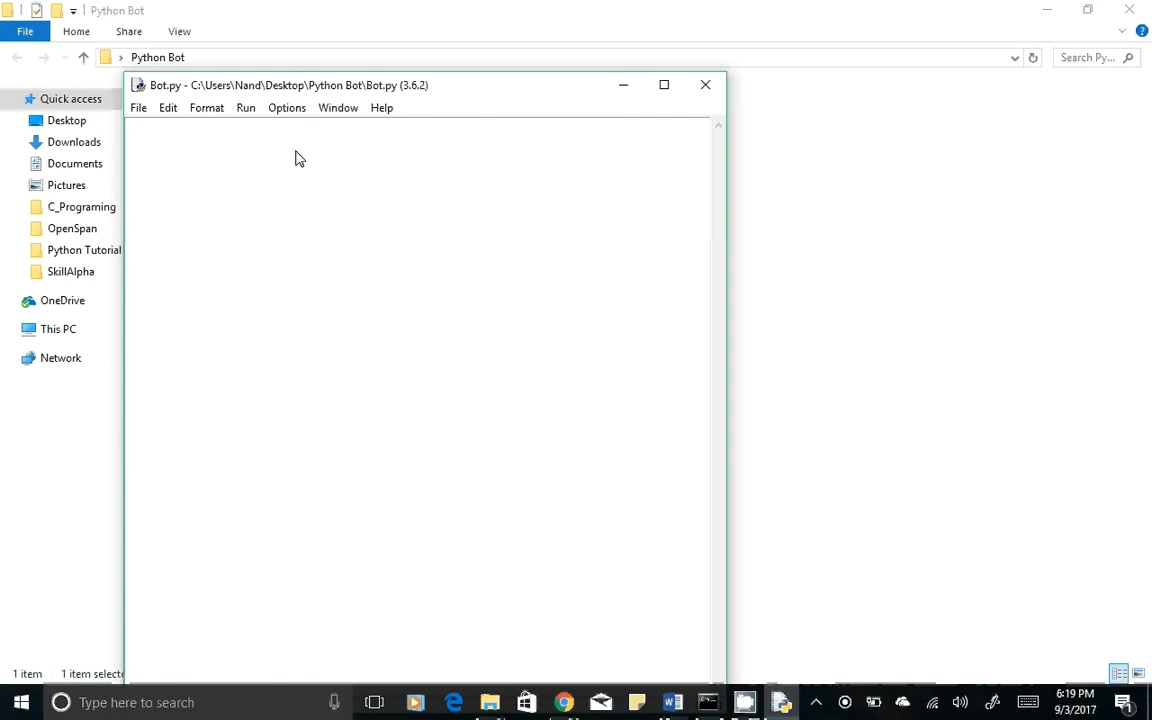 Python Bot
File Home Share View
Python Bot
Search Py...
Bot.py - C:\Users\Nand\Desktop\Python Bot\Bot.py (3.6.2)
File Edit Format Run Options Window Help
Quick access
Desktop
Downloads
Documents
Pictures
C_Programing
OpenSpan
Python Tutorial
SkillAlpha
OneDrive
This PC
Network
1 item 1 item selecte
Type here to search
6:19 PM
9/3/2017
1